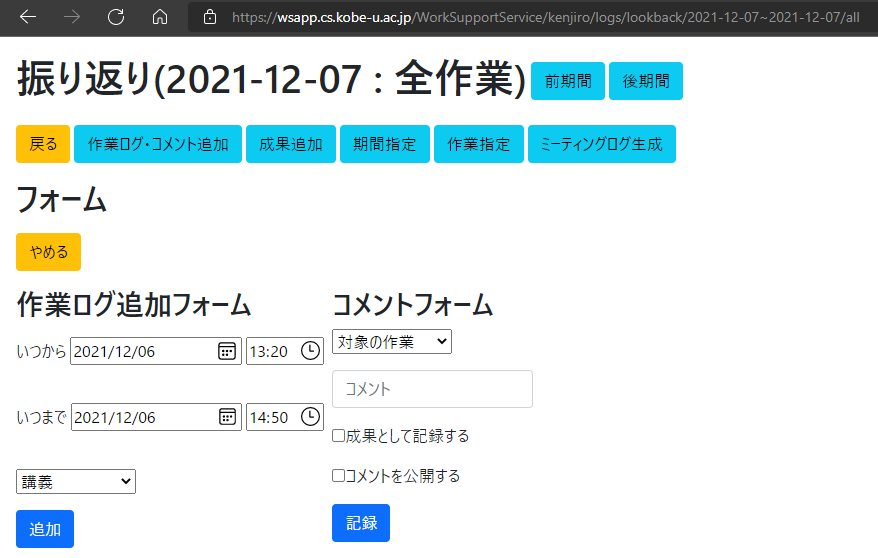 https://wsapp.cs.kobe-u.ac.jp/WorkSupportService/kenjiro/logs/lookback/2021-12-07~2021-12-07/all
振り返り(2021-12-07 : 全作業) 前期間 後期間
戻る 作業ログ・コメント追加 成果追加 期間指定 作業指定 ミーティングログ生成
フォーム
やめる
作業ログ追加フォーム
いつから 2021/12/06 13:20
いつまで 2021/12/06 14:50
講義
追加
コメントフォーム
対象の作業
コメント
成果として記録する
コメントを公開する
記録